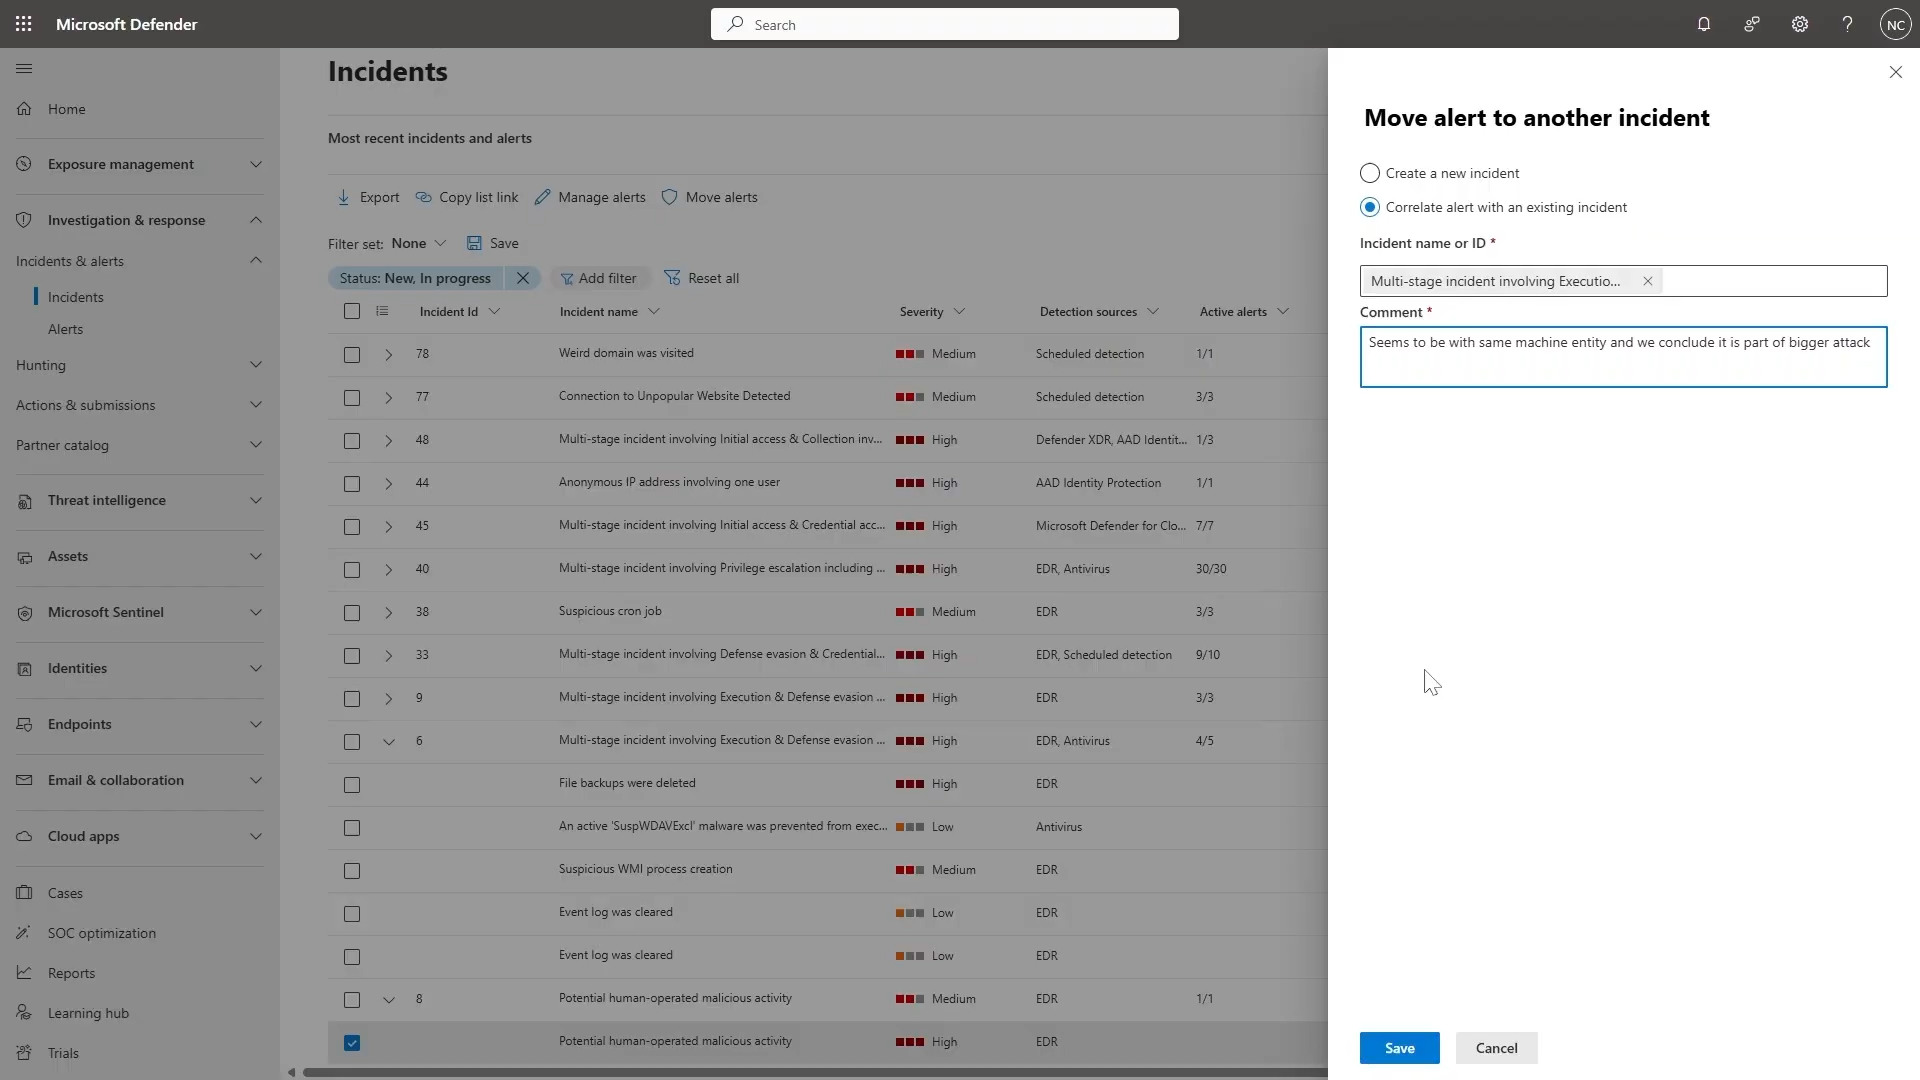 Microsoft Defender
Search
NC
Home
Exposure management
Investigation & response
Incidents & alerts
Incidents
Alerts
Hunting
Actions & submissions
Partner catalog
Threat intelligence
Assets
Microsoft Sentinel
Identities
Endpoints
Email & collaboration
Cloud apps
Cases
SOC optimization
Reports
Learning hub
Trials
Incidents
Most recent incidents and alerts
Export Copy list link Manage alerts Move alerts
Filter set: None Save
Status: New, In progress Add filter Reset all
Incident Id Incident name Severity Detection sources Active alerts
78 Weird domain was visited Medium Scheduled detection 1/1
77 Connection to Unpopular Website Detected Medium Scheduled detection 3/3
48 Multi-stage incident involving Initial access & Collection inv... High Defender XDR, AAD Identit... 1/3
44 Anonymous IP address involving one user High AAD Identity Protection 1/1
45 Multi-stage incident involving Initial access & Credential acc... High Microsoft Defender for Clo... 7/7
40 Multi-stage incident involving Privilege escalation including ... High EDR, Antivirus 30/30
38 Suspicious cron job Medium EDR 3/3
33 Multi-stage incident involving Defense evasion & Credential... High EDR, Scheduled detection 9/10
9 Multi-stage incident involving Execution & Defense evasion ... High EDR 3/3
6 Multi-stage incident involving Execution & Defense evasion ... High EDR, Antivirus 4/5
File backups were deleted High EDR
An active 'SuspWDAVExcl' malware was prevented from exec... Low Antivirus
Suspicious WMI process creation Medium EDR
Event log was cleared Low EDR
Event log was cleared Low EDR
8 Potential human-operated malicious activity Medium EDR 1/1
Potential human-operated malicious activity High EDR
Move alert to another incident
Create a new incident
Correlate alert with an existing incident
Incident name or ID *
Multi-stage incident involving Executio...
Comment *
Seems to be with same machine entity and we conclude it is part of bigger attack
Save Cancel